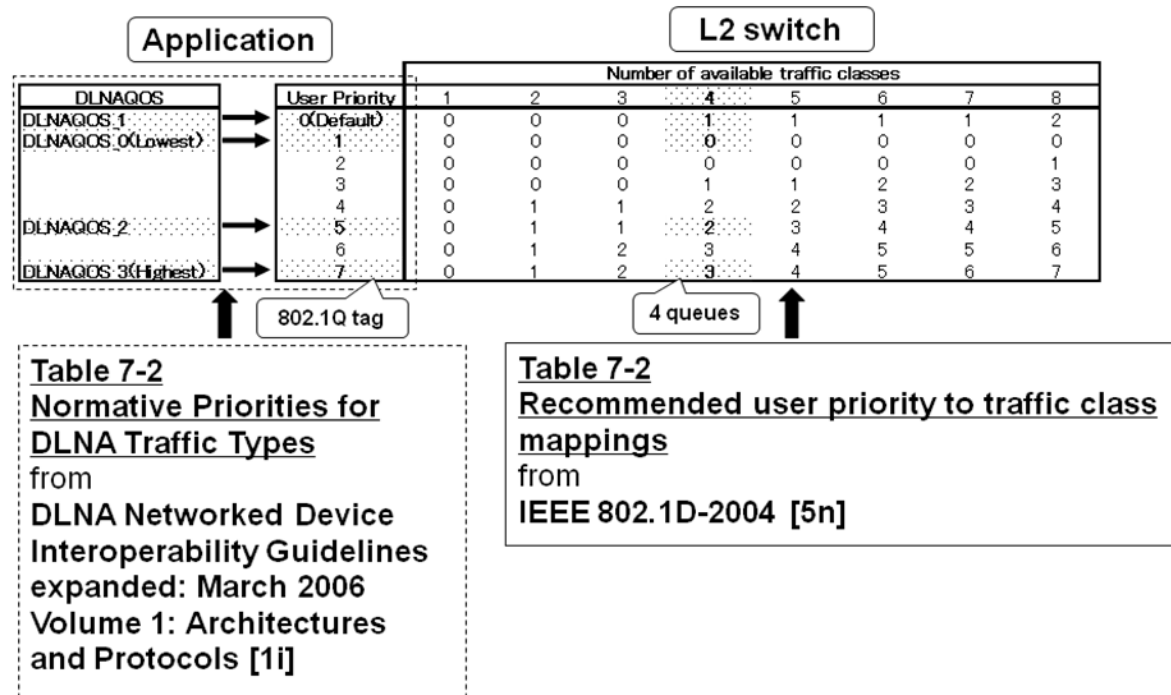 Application
L2 switch
Number of available traffic classes
DLNAQOS User Priority 1 2 3 4 5 6 7 8
DLNAQOS_1 0(Default) 0 0 0 1 1 1 1 2
DLNAQOS_0(Lowest) 1 0 0 0 0 0 0 0 0
2 0 0 0 0 0 0 0 1
3 0 0 0 1 1 2 2 3
4 0 1 1 2 2 3 3 4
DLNAQOS_2 5 0 1 1 2 3 4 4 5
6 0 1 2 3 4 5 5 6
DLNAQOS_3(Highest) 7 0 1 2 3 4 5 6 7
802.1Q tag
4 queues
Table 7-2
Normative Priorities for
DLNA Traffic Types
from
DLNA Networked Device
Interoperability Guidelines
expanded: March 2006
Volume 1: Architectures
and Protocols [1i]
Table 7-2
Recommended user priority to traffic class
mappings
from
IEEE 802.1D-2004 [5n]